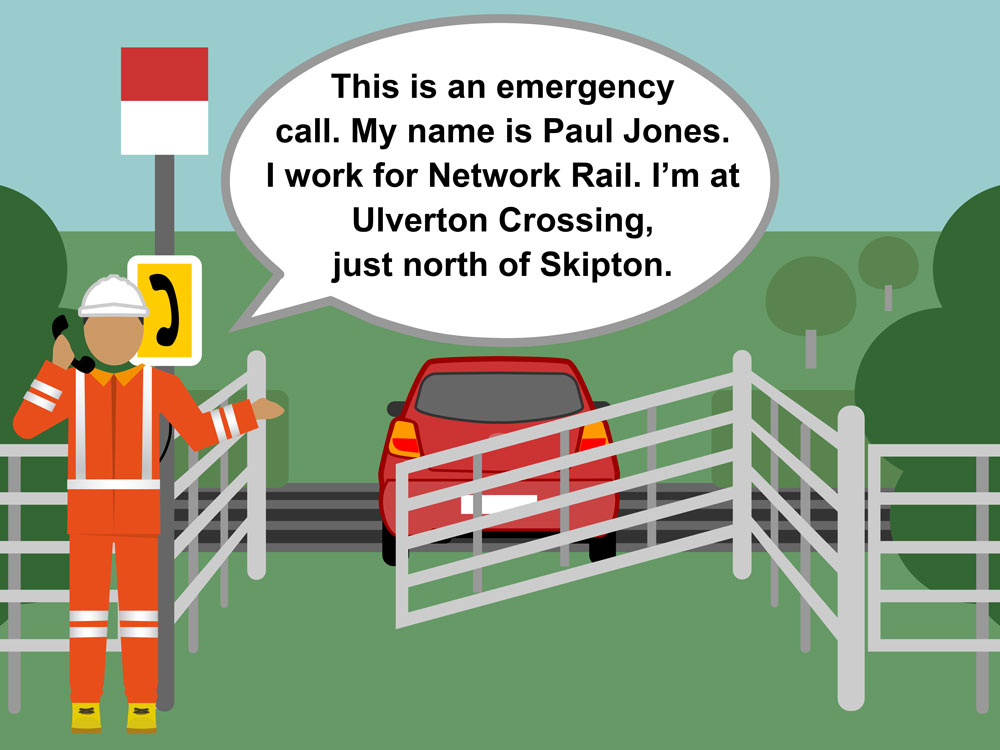 This is an emergency
call. My name is Paul Jones.
I work for Network Rail. I’m at
Ulverton Crossing,
just north of Skipton.